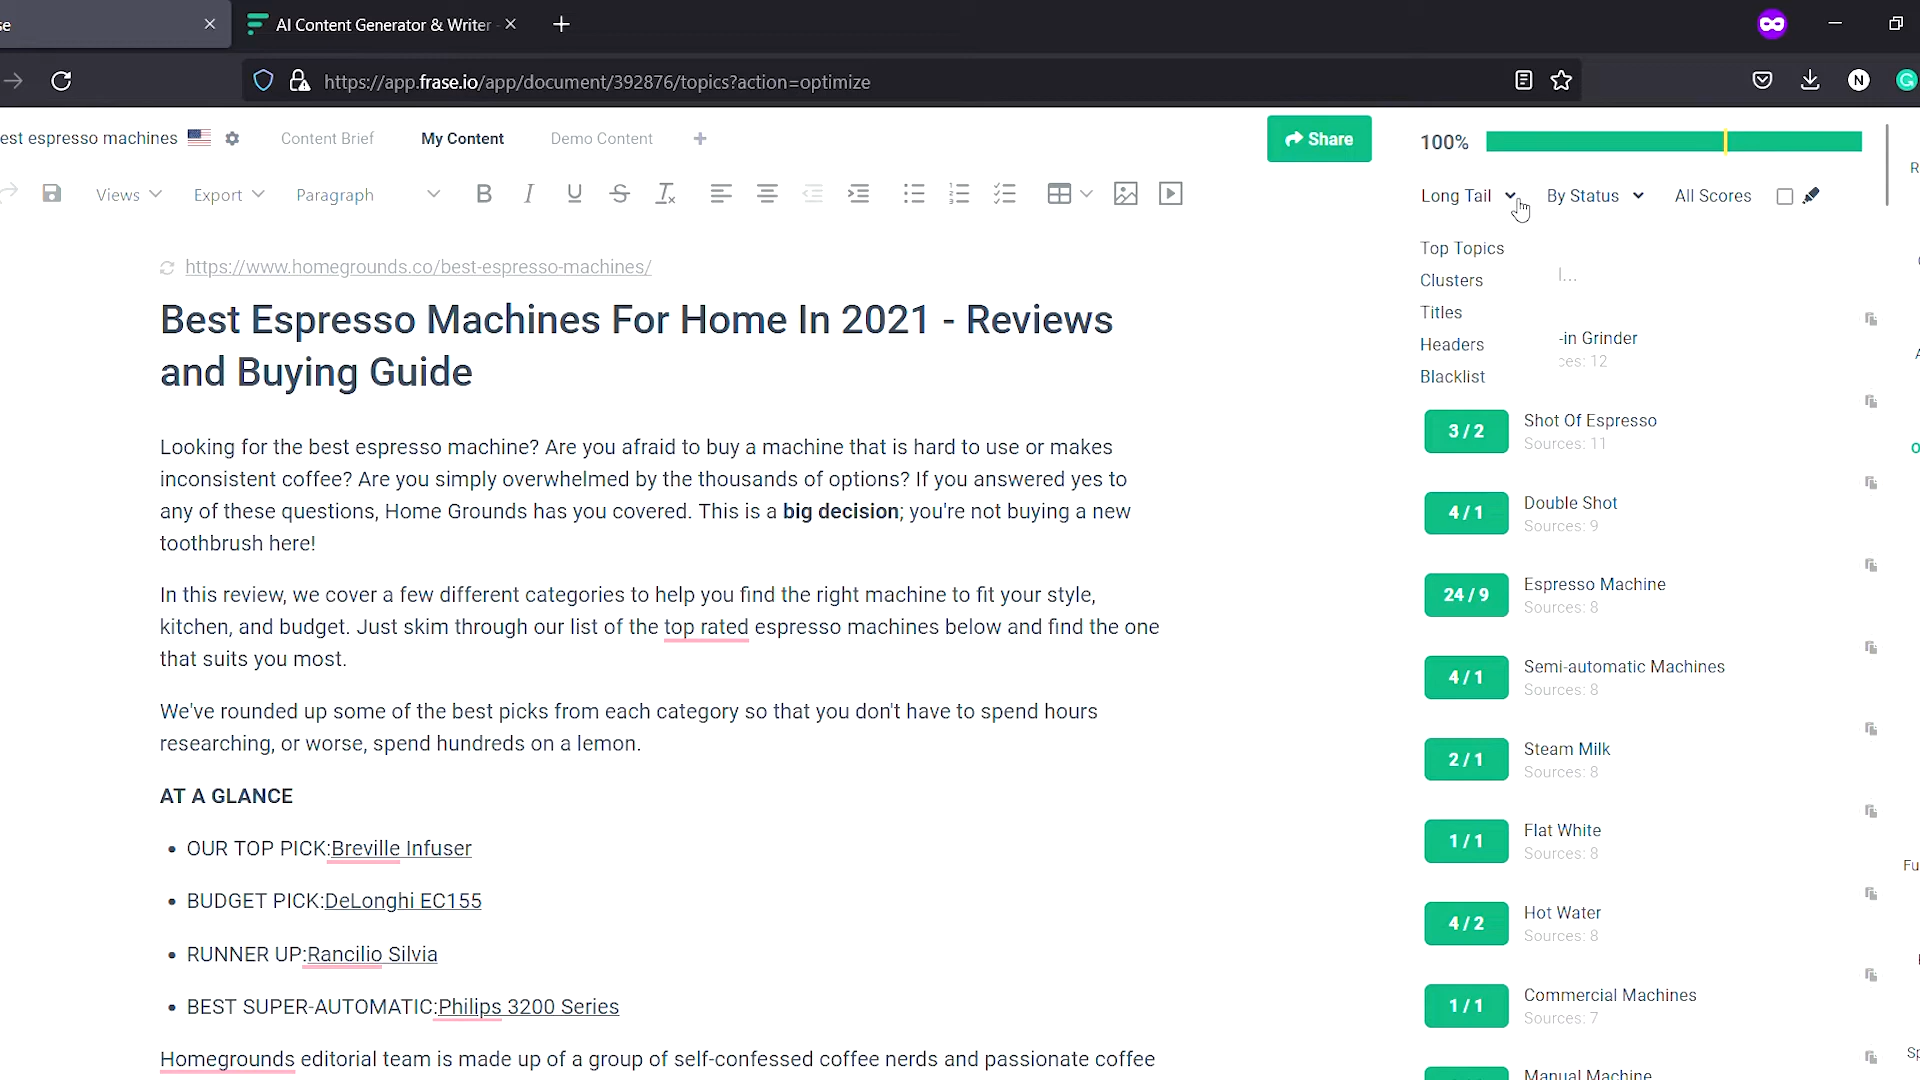 se
AI Content Generator & Writer -
https://app.frase.io/app/document/392876/topics?action=optimize
N
G
est espresso machines
Content Brief
My Content
Demo Content
Share
100%
Views
Export
Paragraph
B I U S
Long Tail
By Status
All Scores
https://www.homegrounds.co/best-espresso-machines/
Best Espresso Machines For Home In 2021 - Reviews
and Buying Guide
Looking for the best espresso machine? Are you afraid to buy a machine that is hard to use or makes
inconsistent coffee? Are you simply overwhelmed by the thousands of options? If you answered yes to
any of these questions, Home Grounds has you covered. This is a big decision; you're not buying a new
toothbrush here!
In this review, we cover a few different categories to help you find the right machine to fit your style,
kitchen, and budget. Just skim through our list of the top rated espresso machines below and find the one
that suits you most.
We've rounded up some of the best picks from each category so that you don't have to spend hours
researching, or worse, spend hundreds on a lemon.
AT A GLANCE
• OUR TOP PICK:Breville Infuser
• BUDGET PICK:DeLonghi EC155
• RUNNER UP:Rancilio Silvia
• BEST SUPER-AUTOMATIC:Philips 3200 Series
Homegrounds editorial team is made up of a group of self-confessed coffee nerds and passionate coffee
Top Topics
Clusters
Titles
Headers
Blacklist
l...
-in Grinder
ces: 12
3 / 2
Shot Of Espresso
Sources: 11
4 / 1
Double Shot
Sources: 9
24 / 9
Espresso Machine
Sources: 8
4 / 1
Semi-automatic Machines
Sources: 8
2 / 1
Steam Milk
Sources: 8
1 / 1
Flat White
Sources: 8
4 / 2
Hot Water
Sources: 8
1 / 1
Commercial Machines
Sources: 7
Manual Machine
R
Fu
Sp